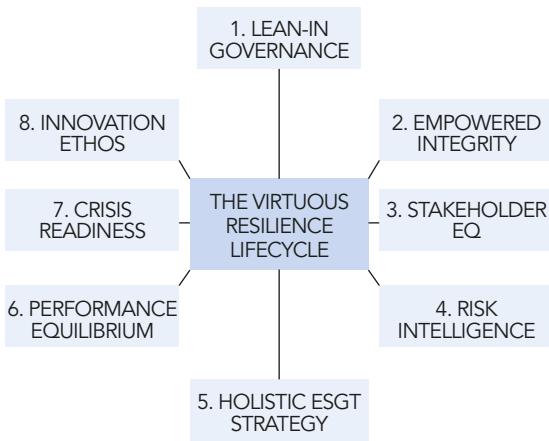 1. LEAN-IN
GOVERNANCE
8. INNOVATION
ETHOS
2. EMPOWERED
INTEGRITY
THE VIRTUOUS
RESILIENCE
LIFECYCLE
7. CRISIS
READINESS
3. STAKEHOLDER
EQ
6. PERFORMANCE
EQUILIBRIUM
4. RISK
INTELLIGENCE
5. HOLISTIC ESGT
STRATEGY